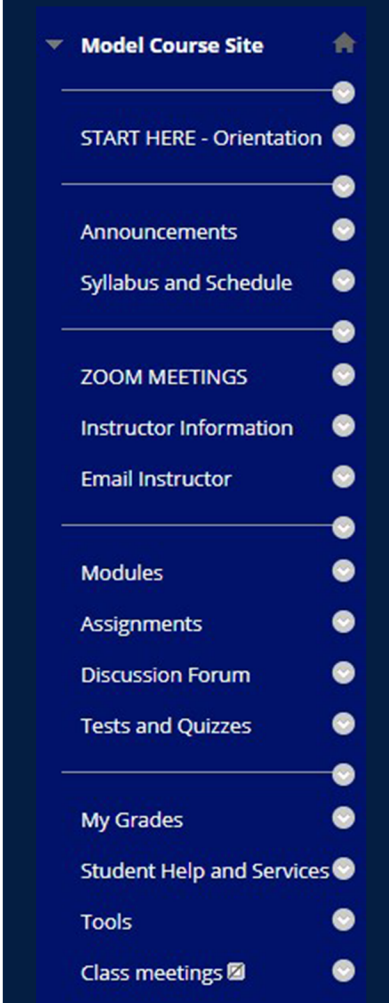 Model Course Site
START HERE - Orientation
Announcements
Syllabus and Schedule
ZOOM MEETINGS
Instructor Information
Email Instructor
Modules
Assignments
Discussion Forum
Tests and Quizzes
My Grades
Student Help and Services
Tools
Class meetings